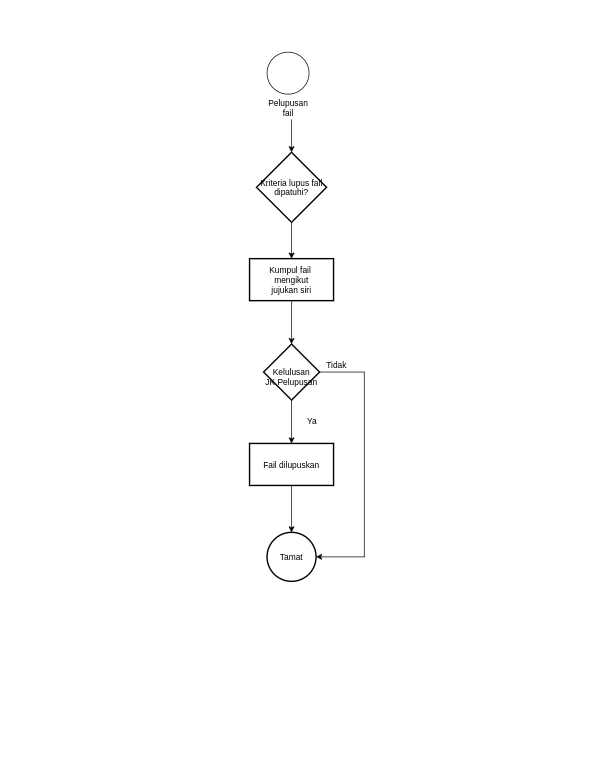 Pelupusan
fail
Kriteria lupus fail
dipatuhi?
Kumpul fail
mengikut
jujukan siri
Kelulusan
JK Pelupusan
Tidak
Ya
Fail dilupuskan
Tamat